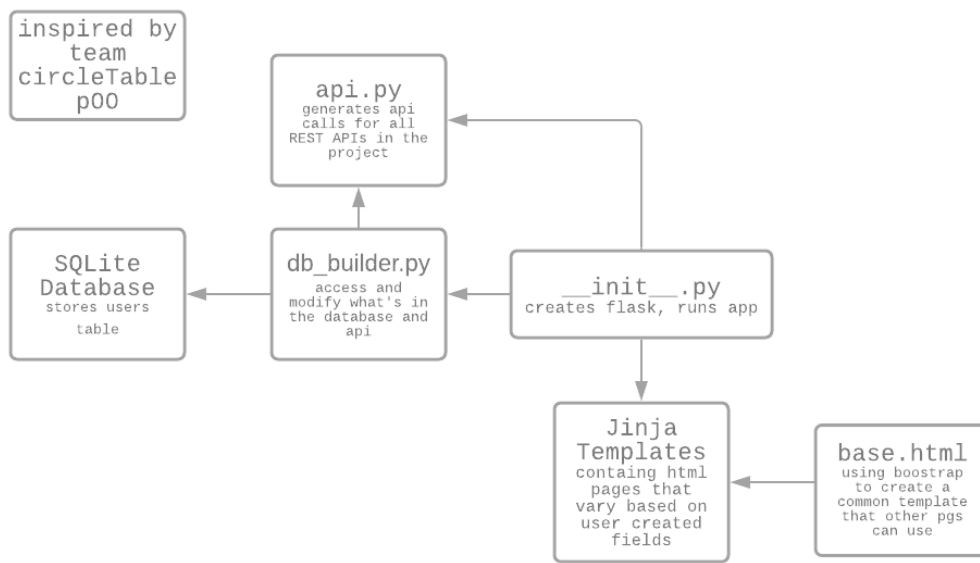 inspired by
team
circleTable
pOO
api.py
generates api
calls for all
REST APIs in the
project
SQLite
Database
stores users
table
db_builder.py
access and
modify what's in
the database and
api
__init__.py
creates flask, runs app
Jinja
Templates
containg html
pages that
vary based on
user created
fields
base.html
using boostrap
to create a
common template
that other pgs
can use